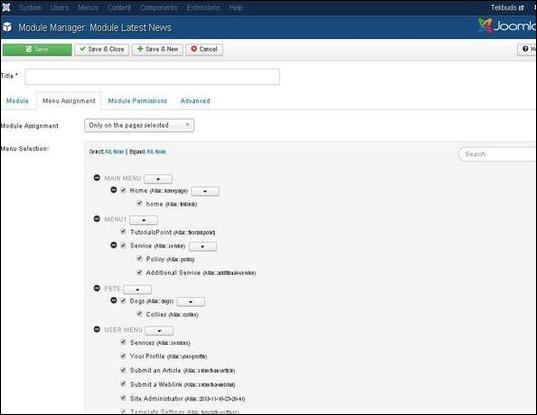 System Users Menus Content Components Extensions Help Tekbuds
Module Manager: Module Latest News Joomla
Save Save & Close Save & New Cancel He
Title *
Module Menu Assignment Module Permissions Advanced
Module Assignment Only on the pages selected
Menu Selection: Select: All, None | Expand: All, None Search
MAIN MENU
Home (Alias: homepage)
home (Alias: tekbuds)
MENU1
TutorialsPoint (Alias: tutorialspoint)
Service (Alias: service)
Policy (Alias: policy)
Additional Service (Alias: additional-service)
PETS
Dogs (Alias: dogs)
Collies (Alias: collies)
USER MENU
Services (Alias: services)
Your Profile (Alias: your-profile)
Submit an Article (Alias: submit-an-article)
Submit a Weblink (Alias: submit-a-weblink)
Site Administrator (Alias: 2013-11-16-23-26-41)
Template Settings (Alias: template-settings)